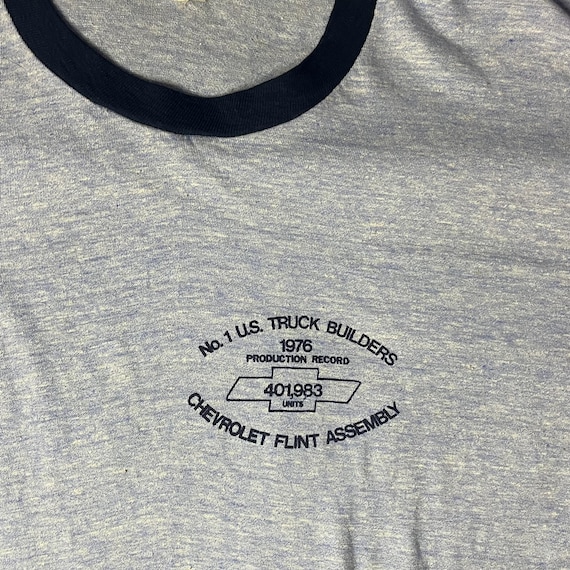 No. 1 U.S. TRUCK BUILDERS
1976
PRODUCTION RECORD
401,983
UNITS
CHEVROLET FLINT ASSEMBLY